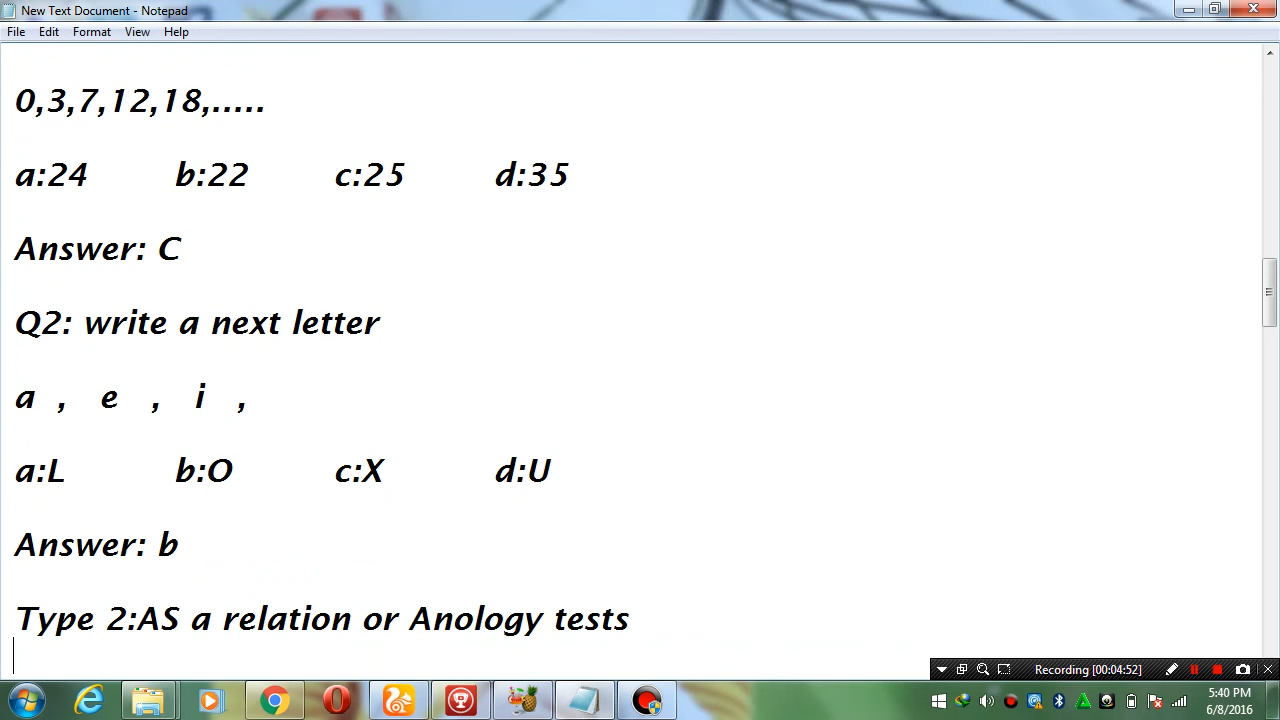 New Text Document - Notepad
File Edit Format View Help
0,3,7,12,18,.....
a:24 b:22 c:25 d:35
Answer: C
Q2: write a next letter
a , e , i ,
a:L b:O c:X d:U
Answer: b
Type 2:AS a relation or Anology tests
Recording [00:04:52]
5:40 PM
6/8/2016